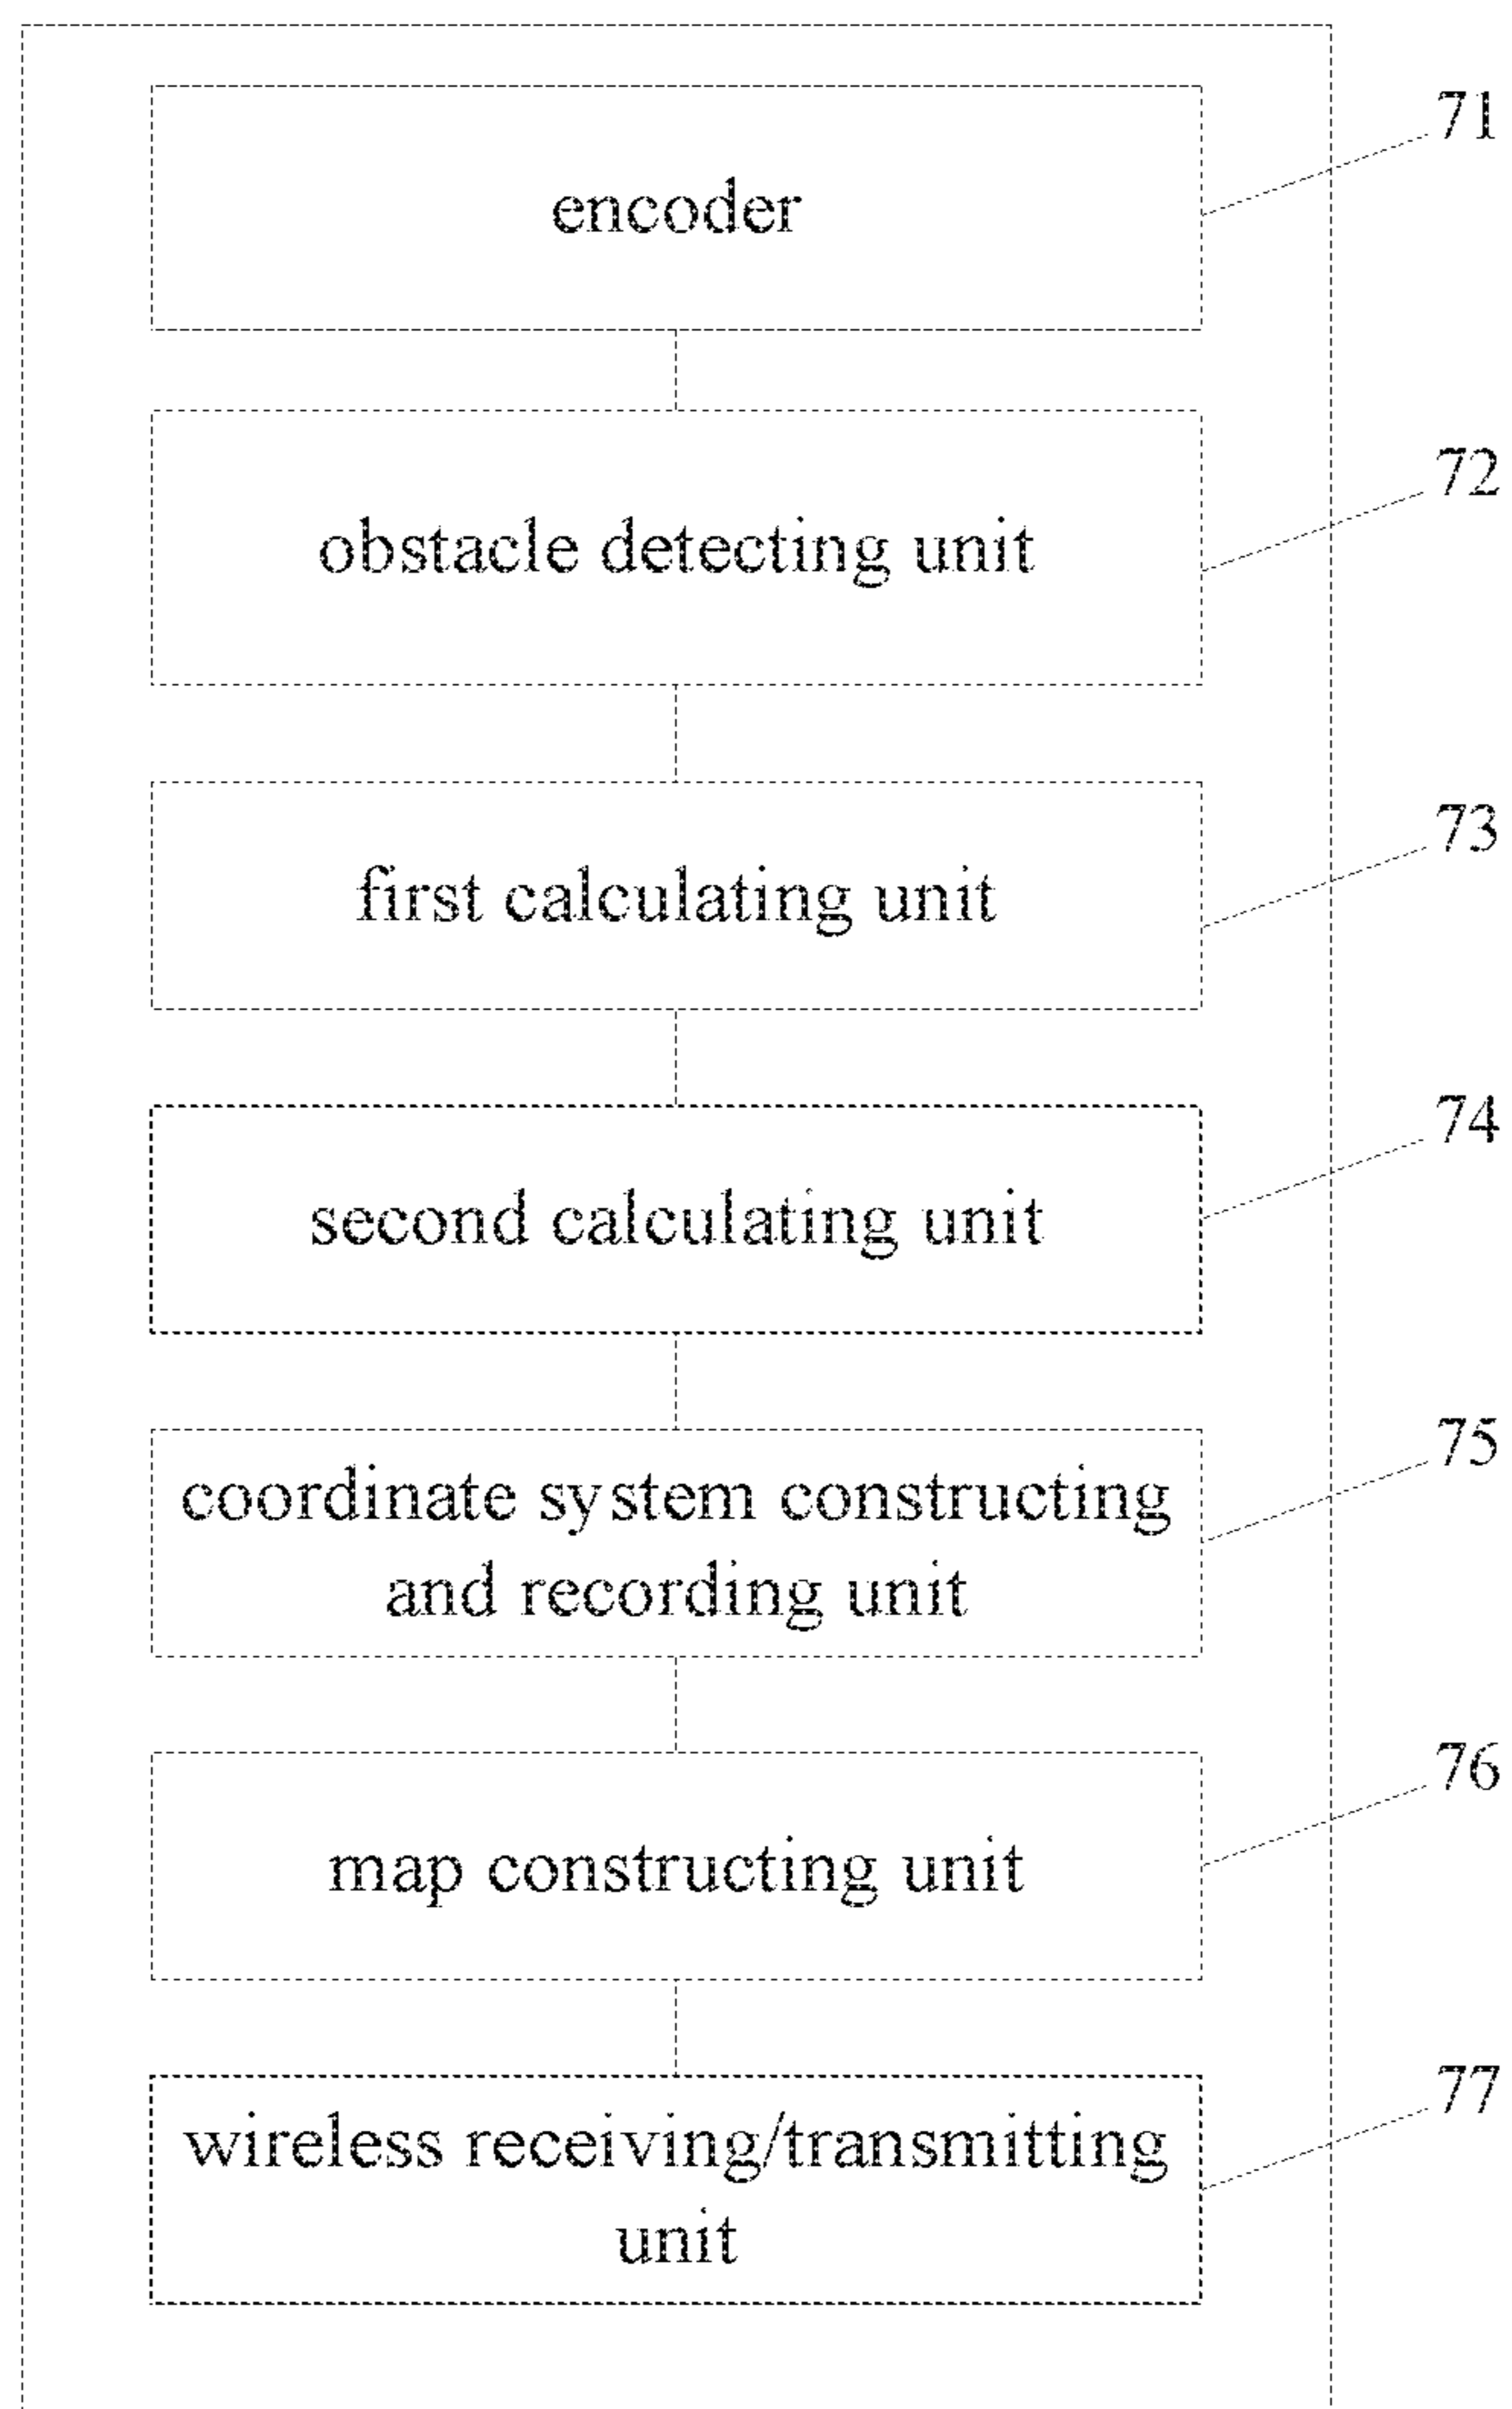 encoder
71
obstacle detecting unit
72
first calculating unit
73
second calculating unit
74
coordinate system constructing
and recording unit
75
map constructing unit
76
wireless receiving/transmitting
unit
77